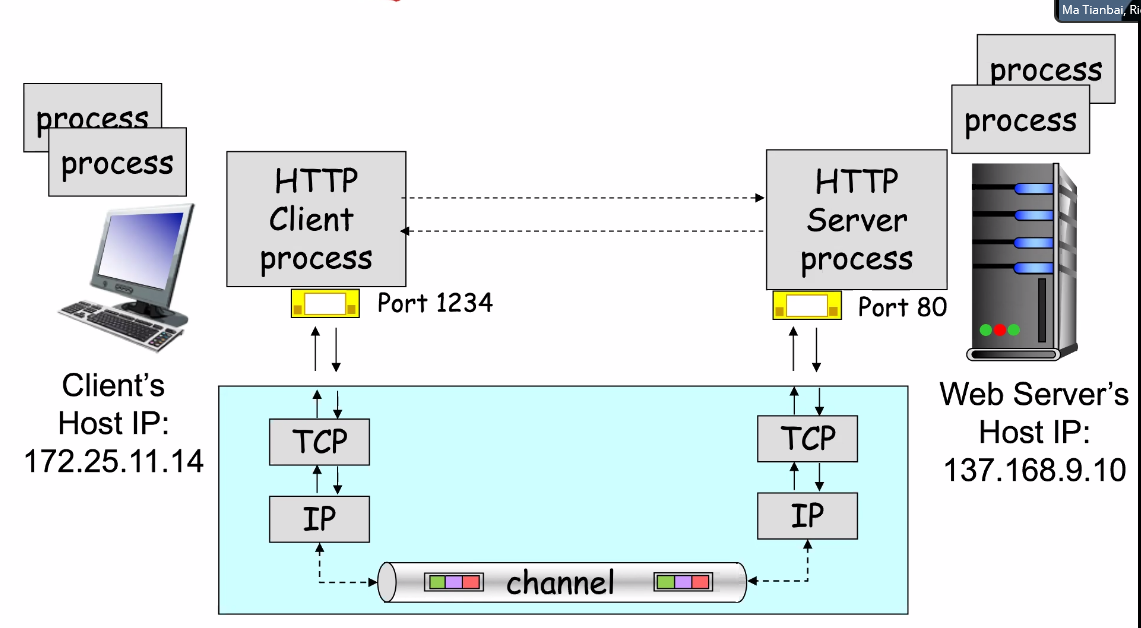 Ma Tianbai, Ri
process
process
process
process
HTTP
Client
process
HTTP
Server
process
Port 1234
Port 80
Client's
Host IP:
172.25.11.14
Web Server's
Host IP:
137.168.9.10
TCP
TCP
IP
IP
channel